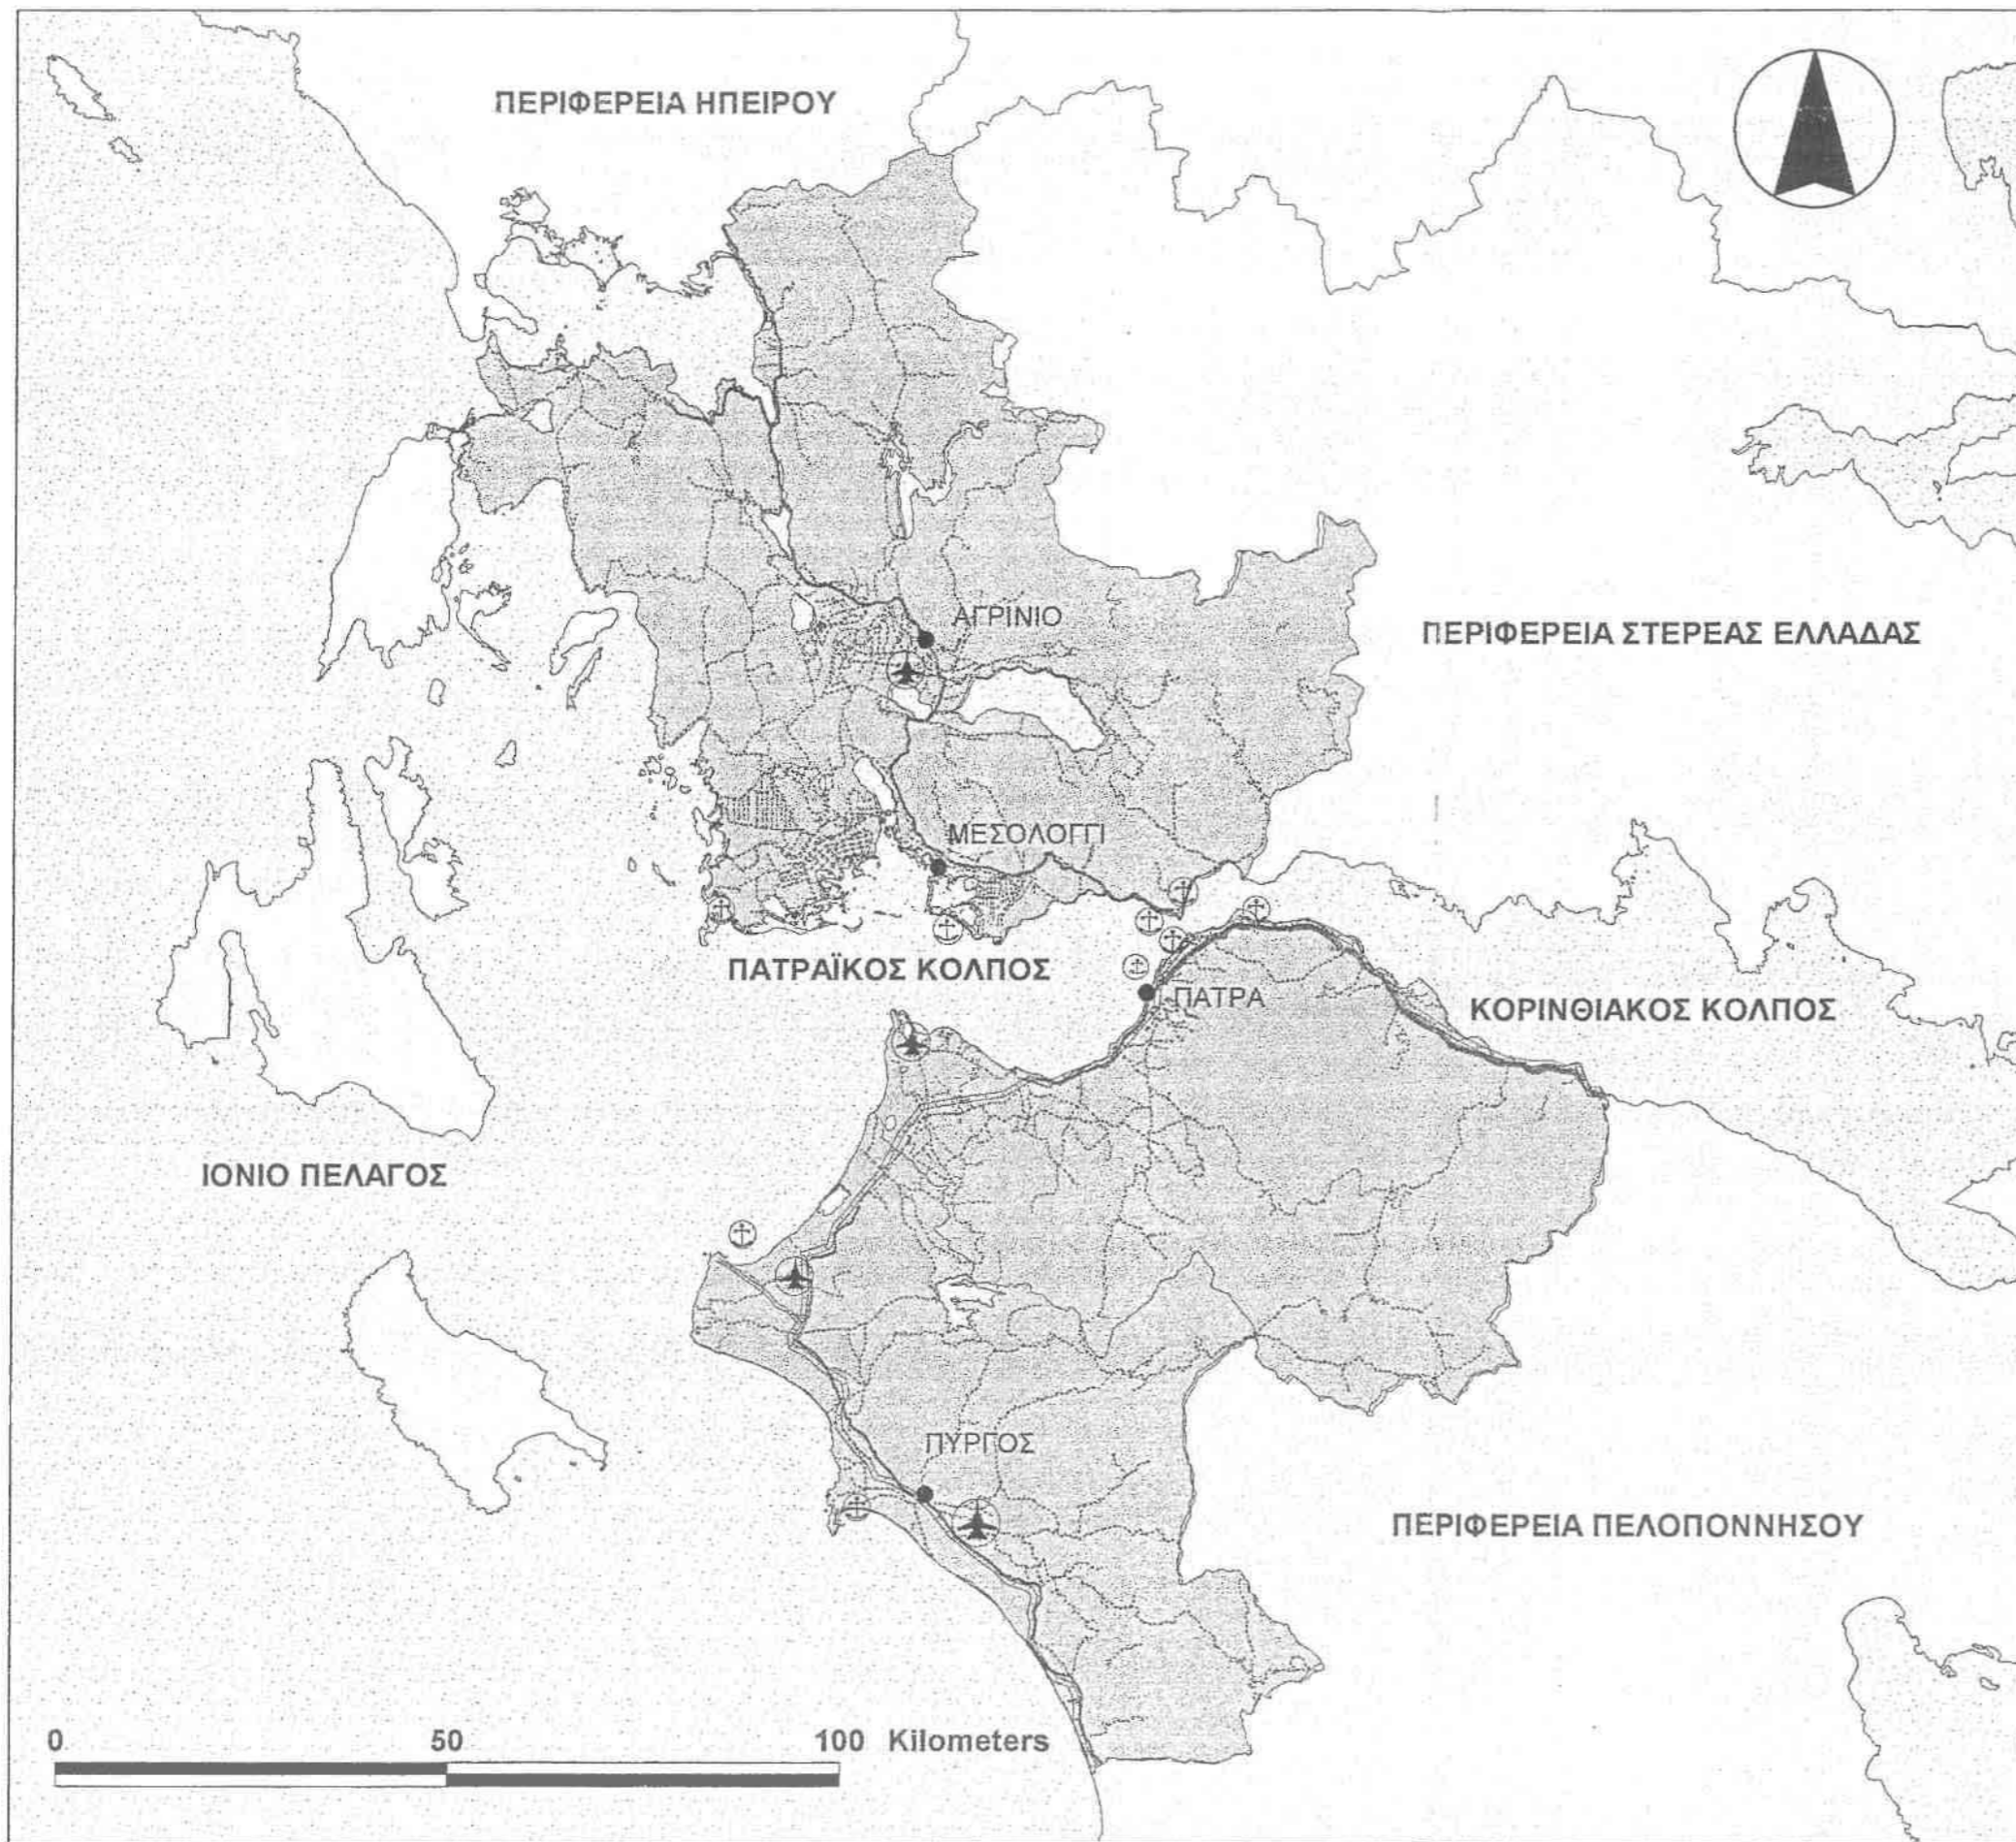 ΠΕΡΙΦΕΡΕΙΑ ΗΠΕΙΡΟΥ
ΑΓΡΙΝΙΟ
ΠΕΡΙΦΕΡΕΙΑ ΣΤΕΡΕΑΣ ΕΛΛΑΔΑΣ
ΜΕΣΟΛΟΓΓΙ
ΠΑΤΡΑΪΚΟΣ ΚΟΛΠΟΣ
ΠΑΤΡΑ
ΚΟΡΙΝΘΙΑΚΟΣ ΚΟΛΠΟΣ
ΙΟΝΙΟ ΠΕΛΑΓΟΣ
ΠΥΡΓΟΣ
ΠΕΡΙΦΕΡΕΙΑ ΠΕΛΟΠΟΝΝΗΣΟΥ
0 50 100 Kilometers